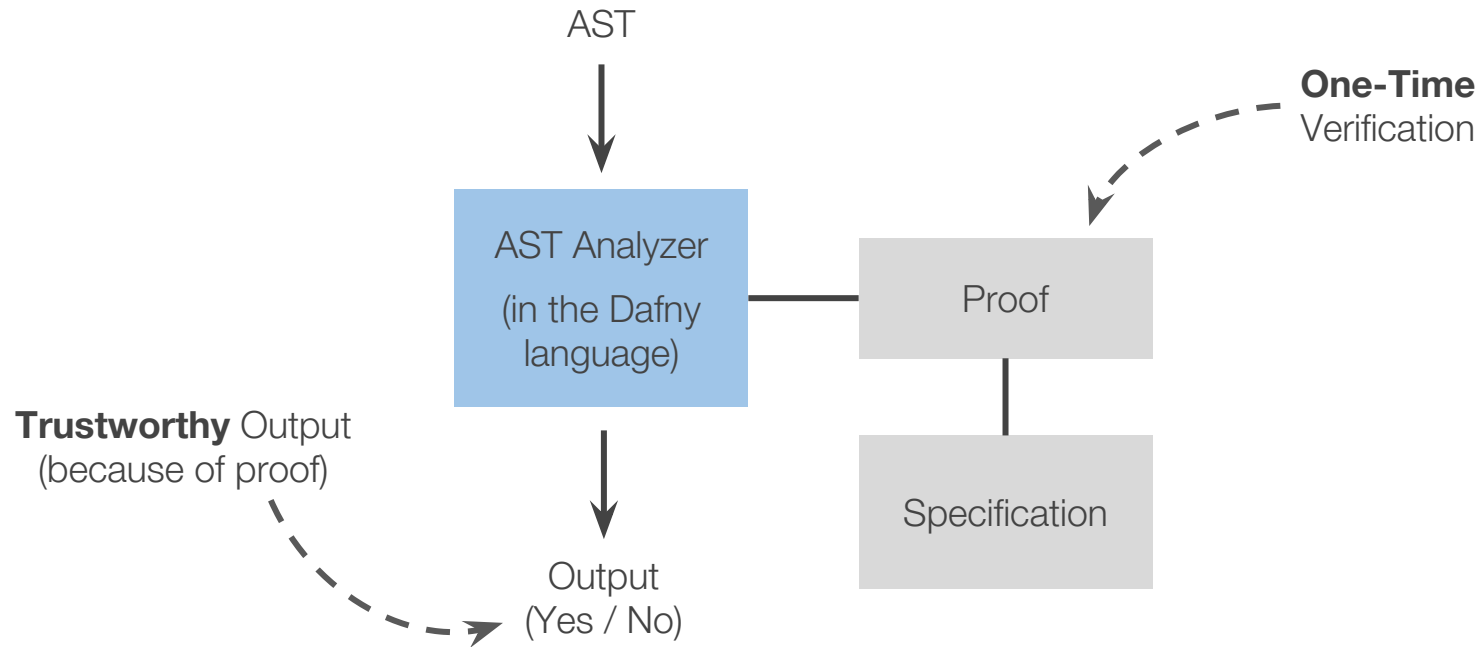 AST
One-Time
Verification
AST Analyzer
(in the Dafny
language)
Proof
Trustworthy Output
(because of proof)
Specification
Output
(Yes / No)